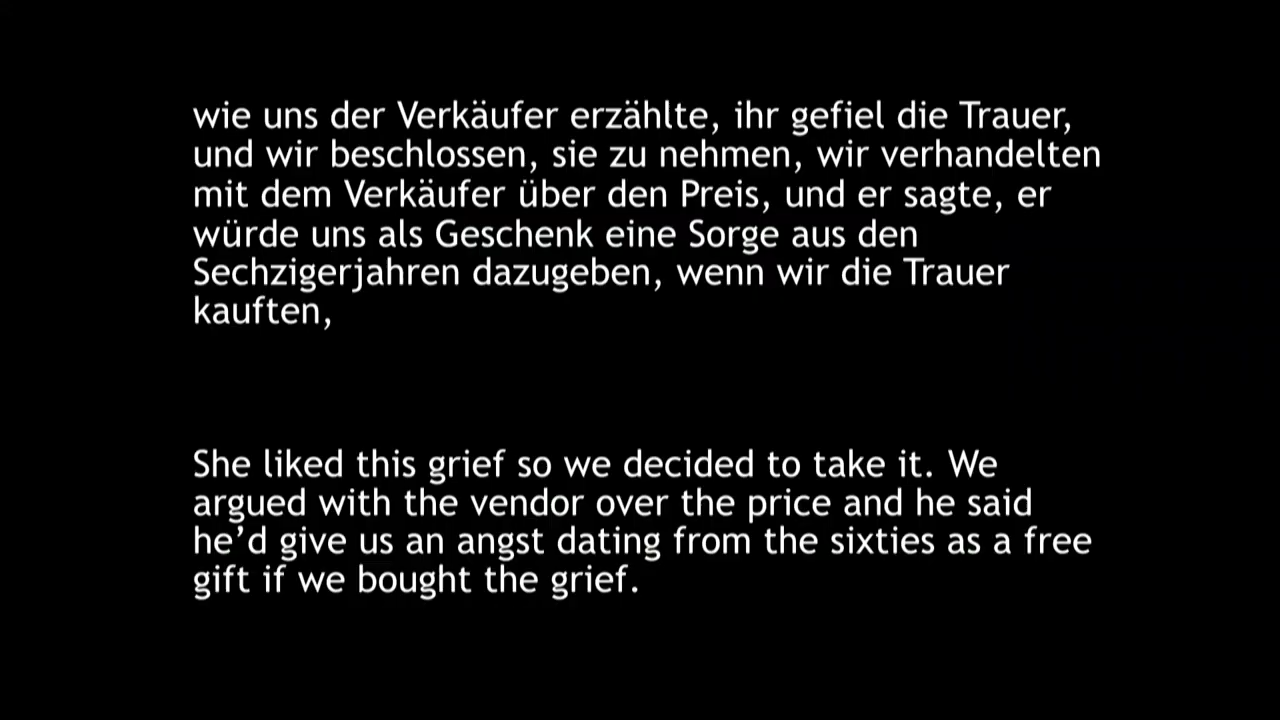 wie uns der Verkäufer erzählte, ihr gefiel die Trauer,
und wir beschlossen, sie zu nehmen, wir verhandelten
mit dem Verkäufer über den Preis, und er sagte, er
würde uns als Geschenk eine Sorge aus den
Sechzigerjahren dazugeben, wenn wir die Trauer
kauften,
She liked this grief so we decided to take it. We
argued with the vendor over the price and he said
he’d give us an angst dating from the sixties as a free
gift if we bought the grief.